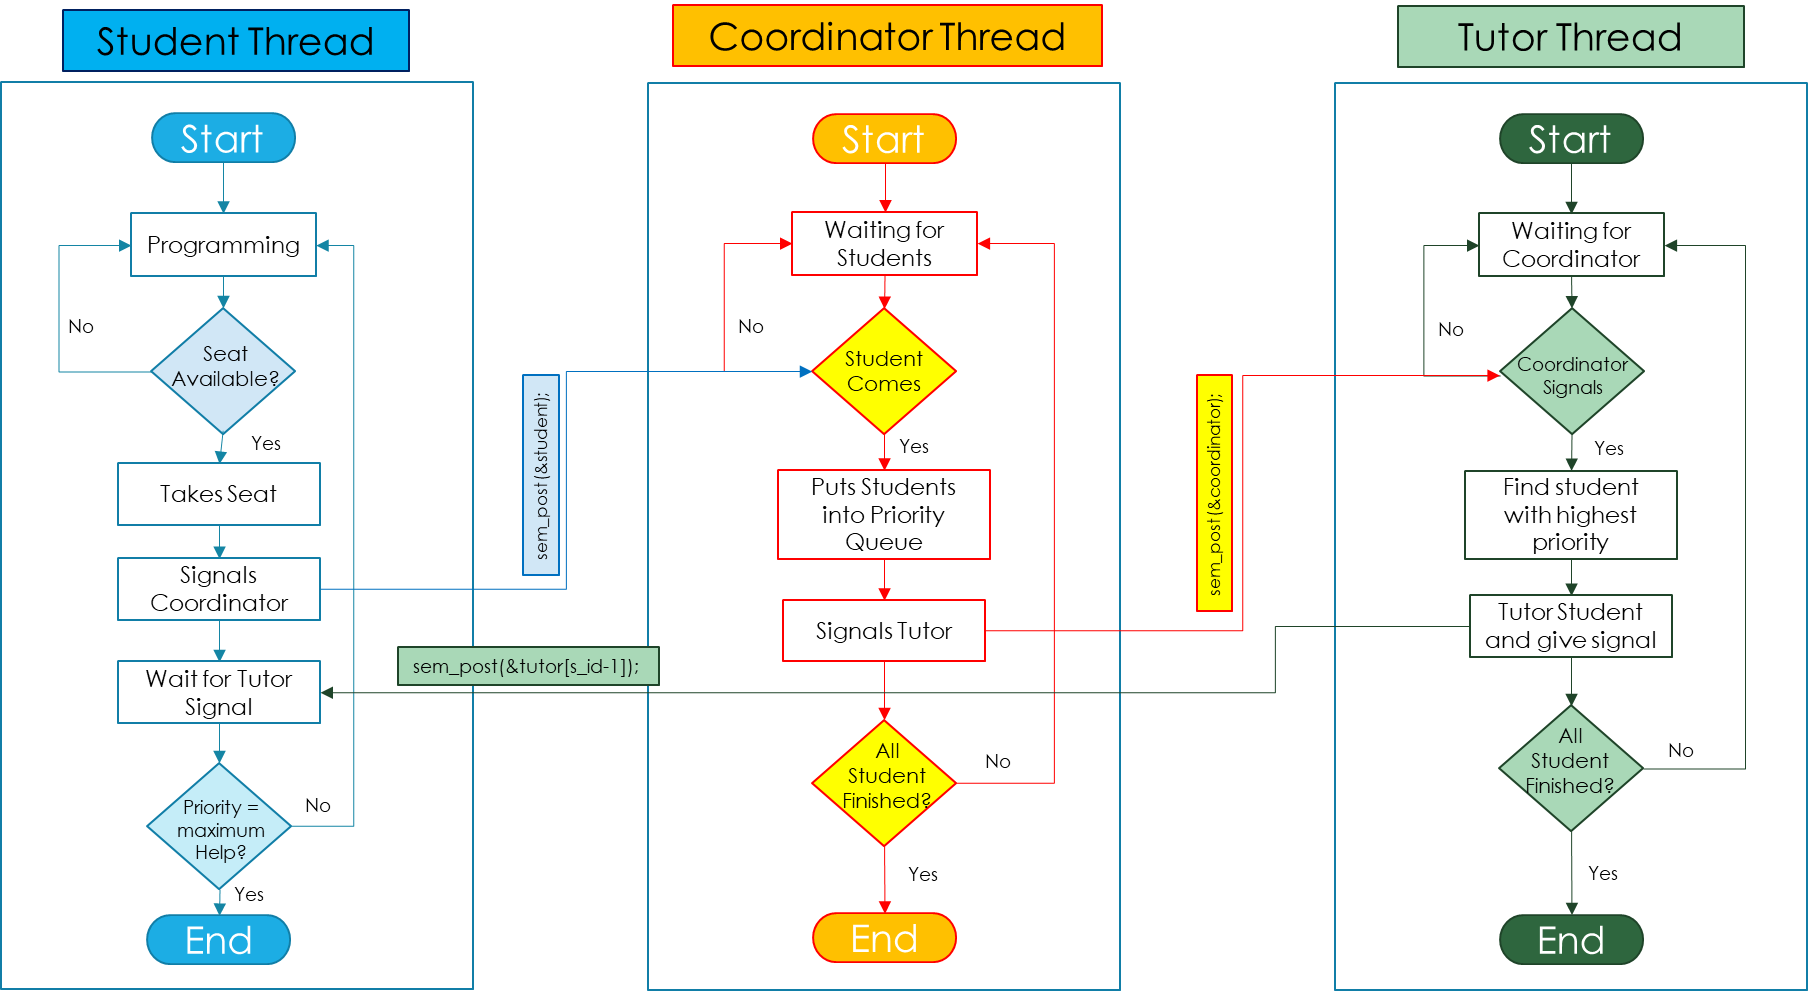 Student Thread
Start
Programming
No
Seat
Available?
Yes
Takes Seat
Signals
Coordinator
Wait for Tutor
Signal
Priority =
maximum
Help?
No
Yes
End
sem_post(&student);
sem_post(&tutor[s_id-1]);
Coordinator Thread
Start
Waiting for
Students
No
Student
Comes
Yes
Puts Students
into Priority
Queue
Signals Tutor
All
Student
Finished?
No
Yes
End
sem_post(&coordinator);
Tutor Thread
Start
Waiting for
Coordinator
No
Coordinator
Signals
Yes
Find student
with highest
priority
Tutor Student
and give signal
All
Student
Finished?
No
Yes
End